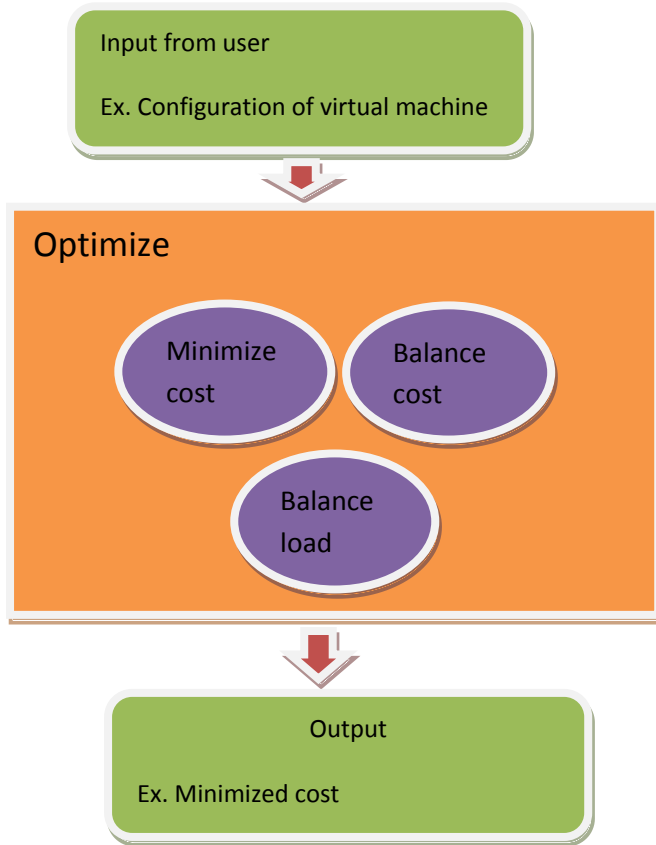 Input from user
Ex. Configuration of virtual machine
Optimize
Minimize
cost
Balance
cost
Balance
load
Output
Ex. Minimized cost